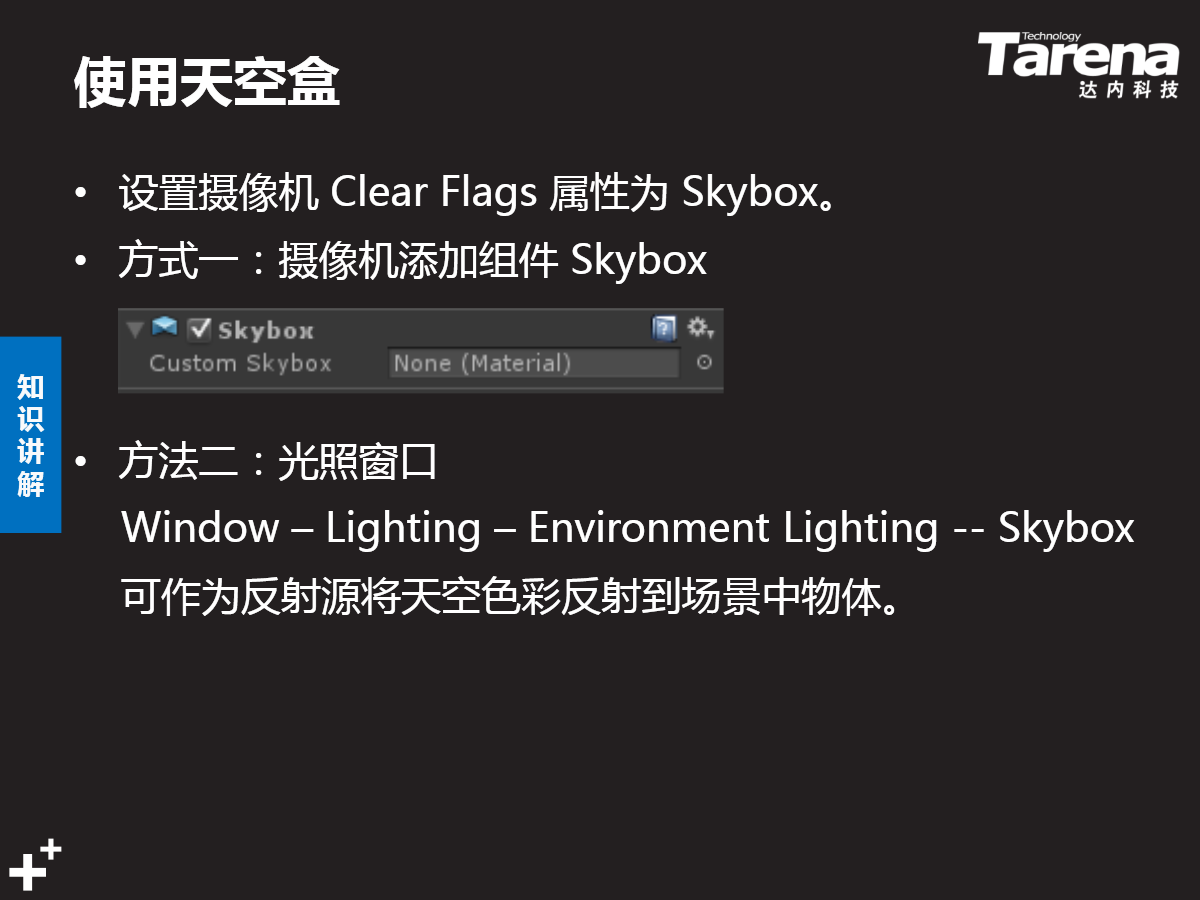 使用天空盒
Technology
Tarena
达内科技
• 设置摄像机 Clear Flags 属性为 Skybox。
• 方式一：摄像机添加组件 Skybox
Skybox
Custom Skybox None (Material)
知识讲解
• 方法二：光照窗口
Window – Lighting – Environment Lighting -- Skybox
可作为反射源将天空色彩反射到场景中物体。